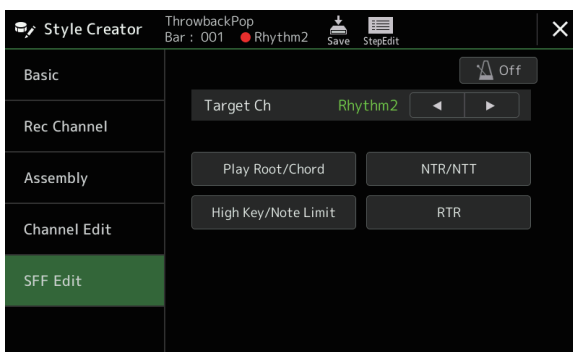 Style Creator
ThrowbackPop
Bar : 001 Rhythm2
Save
StepEdit
Basic
Off
Target Ch Rhythm2
Rec Channel
Assembly
Play Root/Chord NTR/NTT
High Key/Note Limit RTR
Channel Edit
SFF Edit